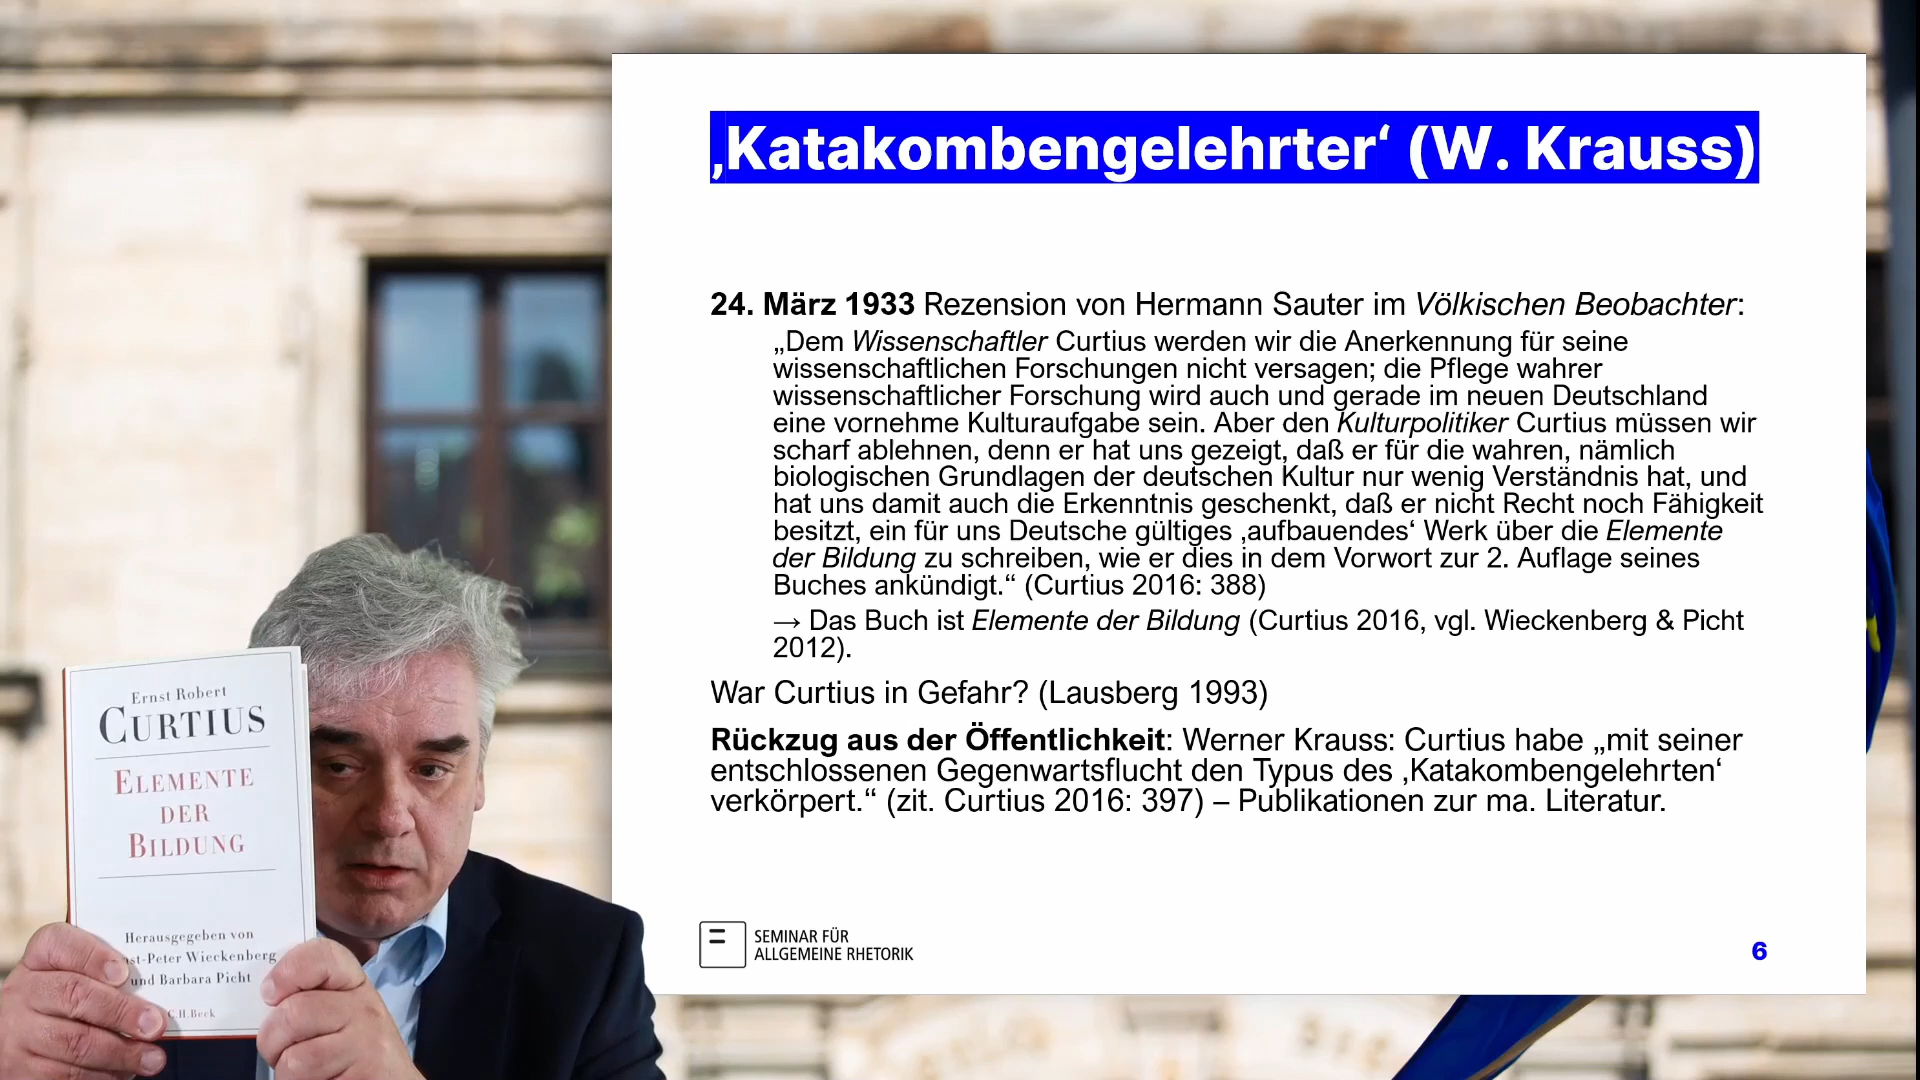 ‚Katakombengelehrter‘ (W. Krauss)
24. März 1933 Rezension von Hermann Sauter im Völkischen Beobachter:
„Dem Wissenschaftler Curtius werden wir die Anerkennung für seine
wissenschaftlichen Forschungen nicht versagen; die Pflege wahrer
wissenschaftlicher Forschung wird auch und gerade im neuen Deutschland
eine vornehme Kulturaufgabe sein. Aber den Kulturpolitiker Curtius müssen wir
scharf ablehnen, denn er hat uns gezeigt, daß er für die wahren, nämlich
biologischen Grundlagen der deutschen Kultur nur wenig Verständnis hat, und
hat uns damit auch die Erkenntnis geschenkt, daß er nicht Recht noch Fähigkeit
besitzt, ein für uns Deutsche gültiges ‚aufbauendes‘ Werk über die Elemente
der Bildung zu schreiben, wie er dies in dem Vorwort zur 2. Auflage seines
Buches ankündigt.“ (Curtius 2016: 388)
→ Das Buch ist Elemente der Bildung (Curtius 2016, vgl. Wieckenberg & Picht
2012).
War Curtius in Gefahr? (Lausberg 1993)
Rückzug aus der Öffentlichkeit: Werner Krauss: Curtius habe „mit seiner
entschlossenen Gegenwartsflucht den Typus des ‚Katakombengelehrten‘
verkörpert.“ (zit. Curtius 2016: 397) – Publikationen zur ma. Literatur.
SEMINAR FÜR
ALLGEMEINE RHETORIK
6
Ernst Robert
CURTIUS
ELEMENTE
DER
BILDUNG
Herausgegeben von
st-Peter Wieckenberg
und Barbara Picht
C.H.Beck